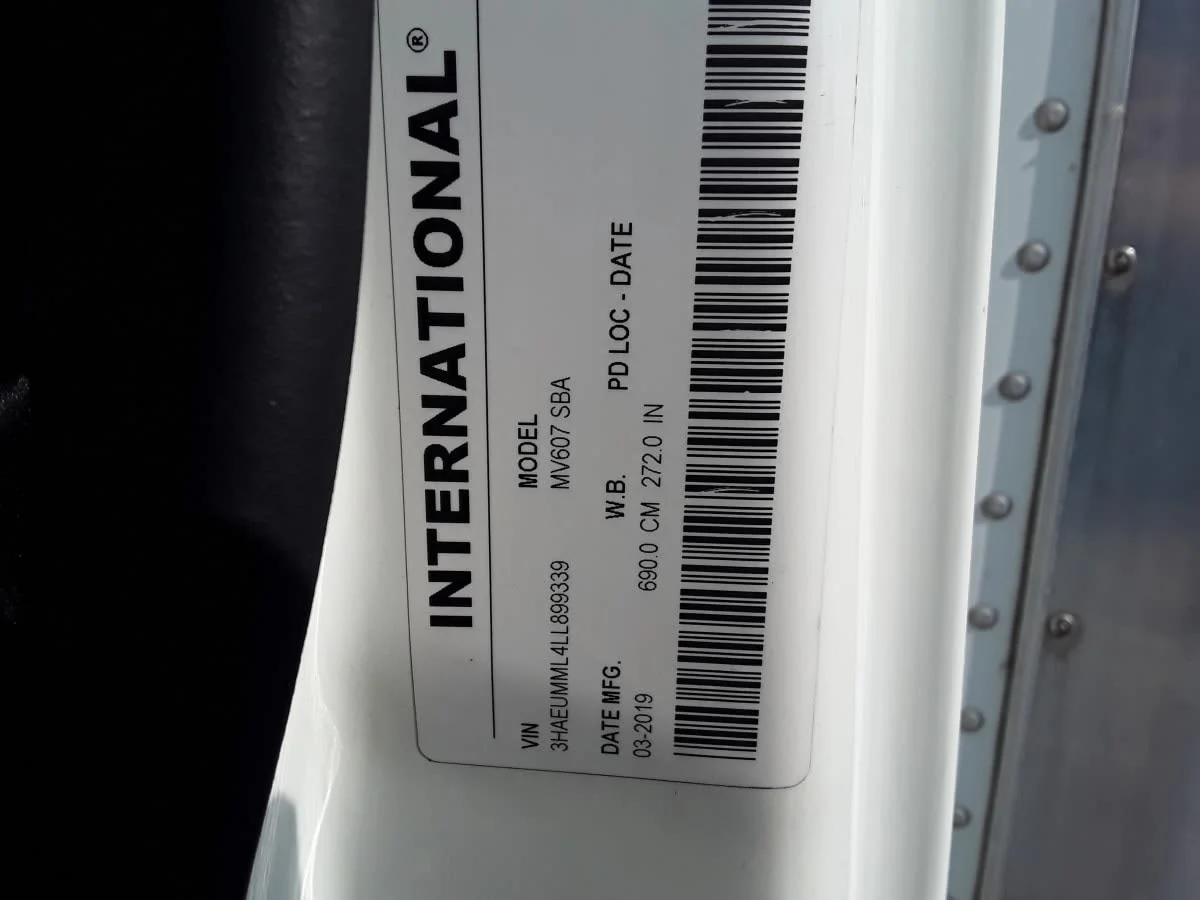 INTERNATIONAL®
VIN MODEL
3HAEUMML4LL899339 MV607 SBA
DATE MFG. W.B. PD LOC - DATE
03-2019 690.0 CM 272.0 IN